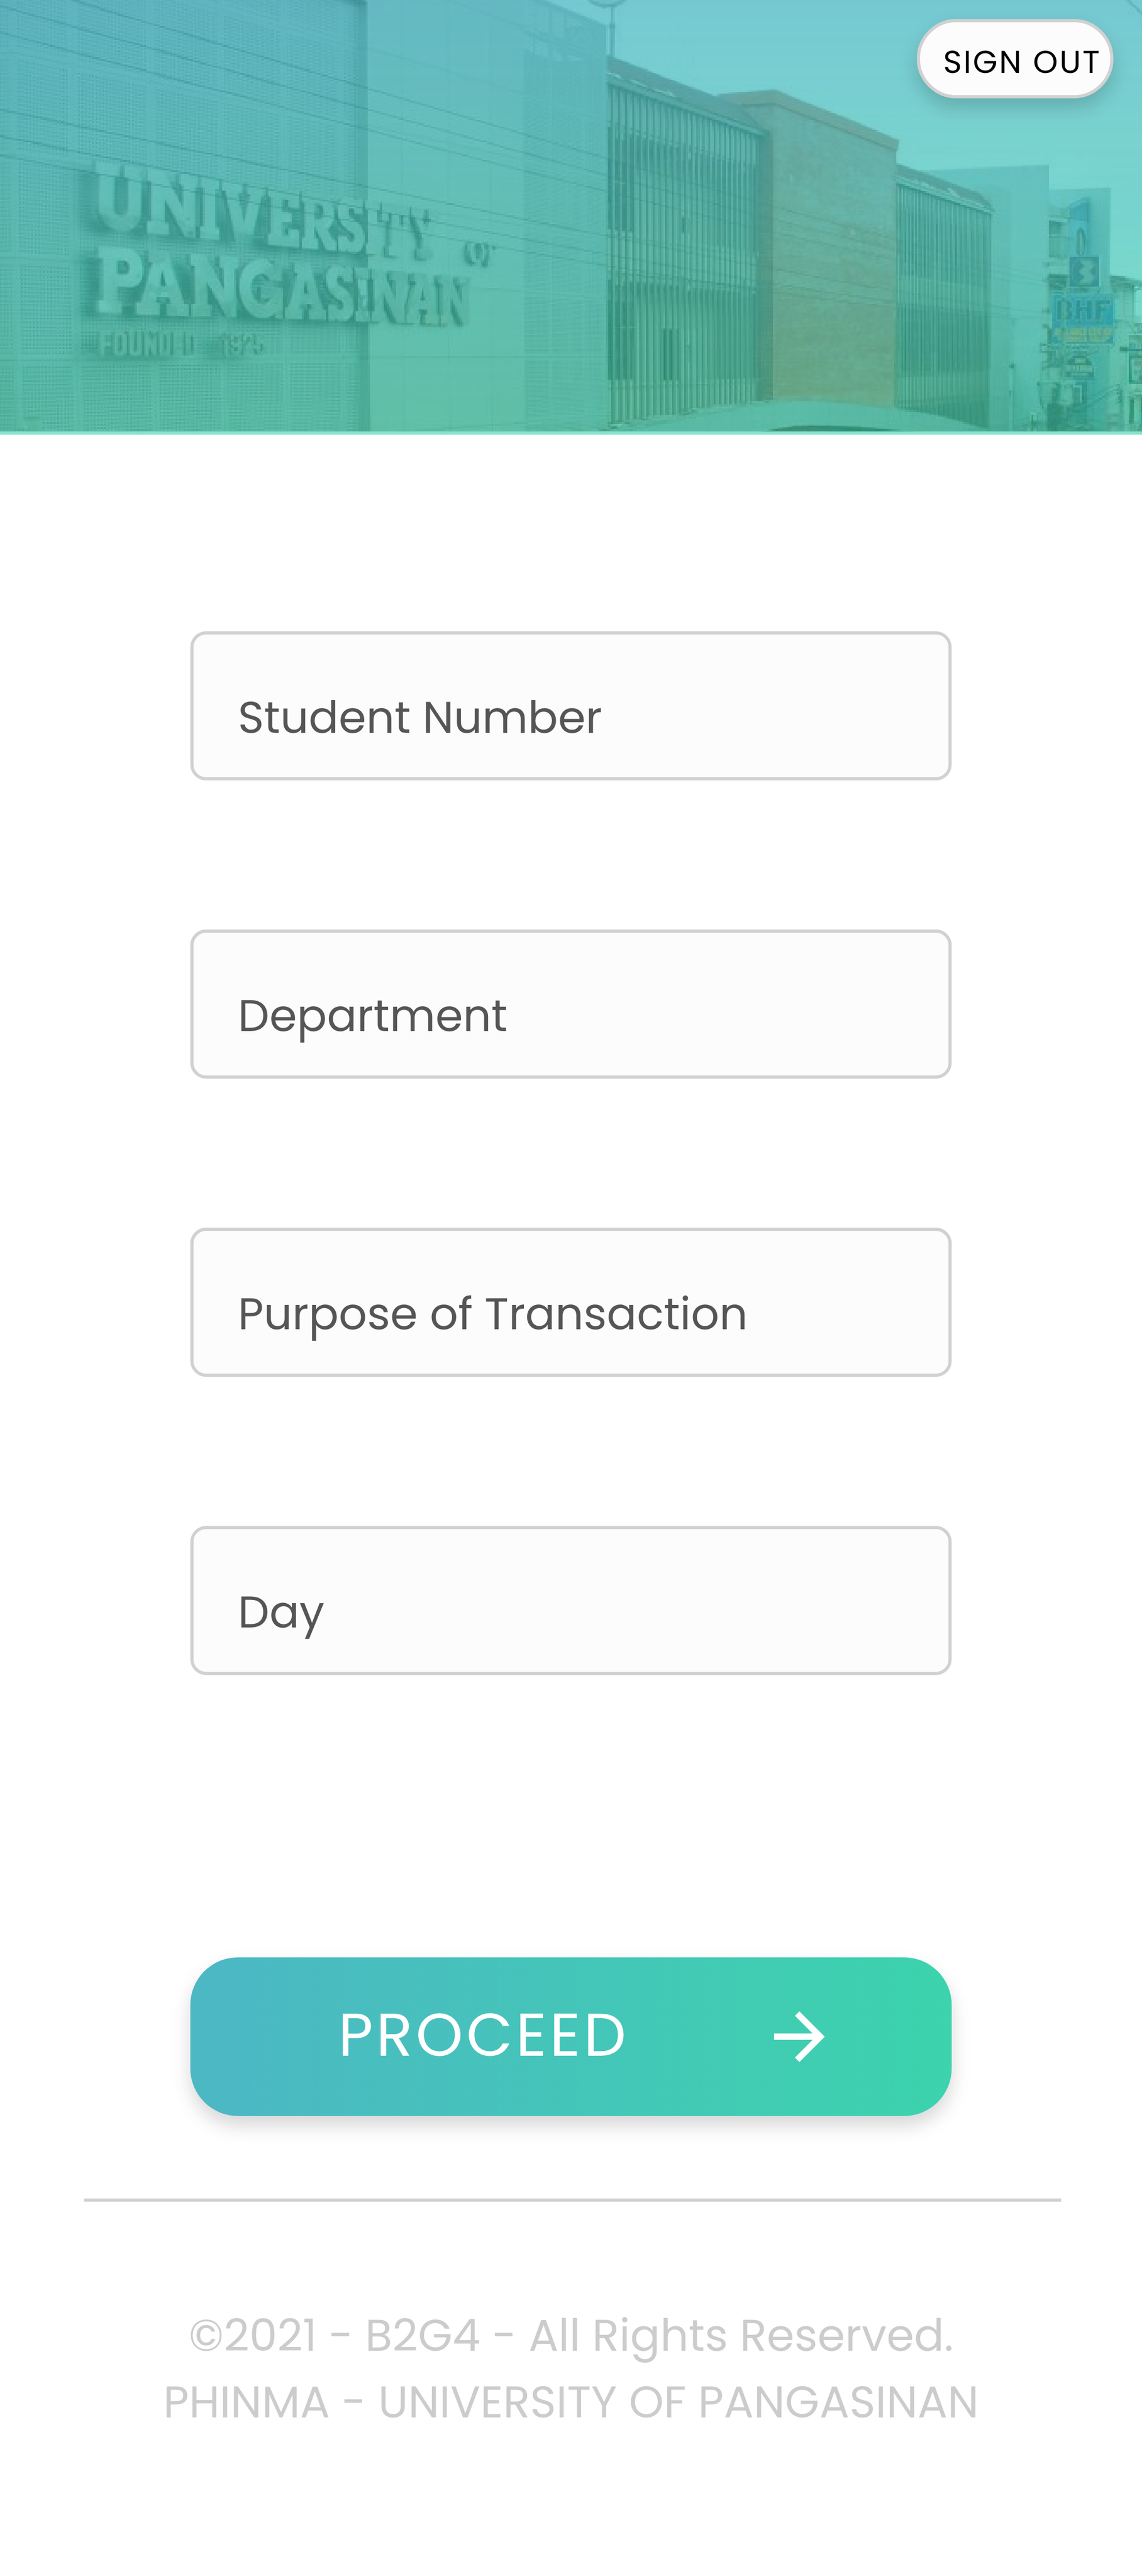 SIGN OUT
UNIVERSITY OF
PANGASINAN
FOUNDED 1925
BHF
Student Number
Department
Purpose of Transaction
Day
PROCEED
©2021 - B2G4 - All Rights Reserved.
PHINMA - UNIVERSITY OF PANGASINAN